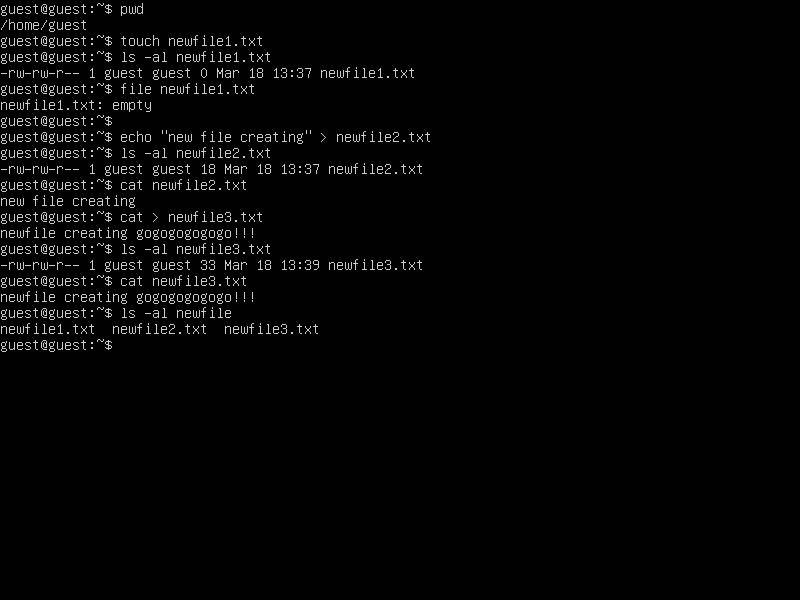 guest@guest:~$ pwd
/home/guest
guest@guest:~$ touch newfile1.txt
guest@guest:~$ ls -al newfile1.txt
-rw-rw-r-- 1 guest guest 0 Mar 18 13:37 newfile1.txt
guest@guest:~$ file newfile1.txt
newfile1.txt: empty
guest@guest:~$
guest@guest:~$ echo "new file creating" > newfile2.txt
guest@guest:~$ ls -al newfile2.txt
-rw-rw-r-- 1 guest guest 18 Mar 18 13:37 newfile2.txt
guest@guest:~$ cat newfile2.txt
new file creating
guest@guest:~$ cat > newfile3.txt
newfile creating gogogogogogo!!!
guest@guest:~$ ls -al newfile3.txt
-rw-rw-r-- 1 guest guest 33 Mar 18 13:39 newfile3.txt
guest@guest:~$ cat newfile3.txt
newfile creating gogogogogogo!!!
guest@guest:~$ ls -al newfile
newfile1.txt  newfile2.txt  newfile3.txt
guest@guest:~$